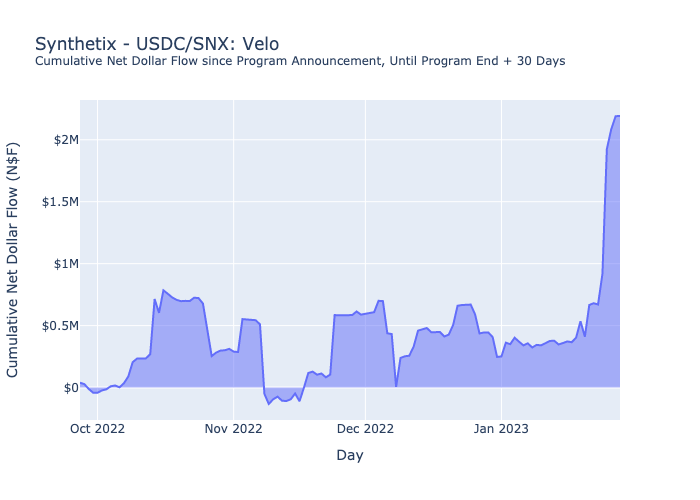 Synthetix - USDC/SNX: Velo
Cumulative Net Dollar Flow since Program Announcement, Until Program End + 30 Days
Cumulative Net Dollar Flow (N$F)
$2M
$1.5M
$1M
$0.5M
$0
Oct 2022
Nov 2022
Dec 2022
Jan 2023
Day